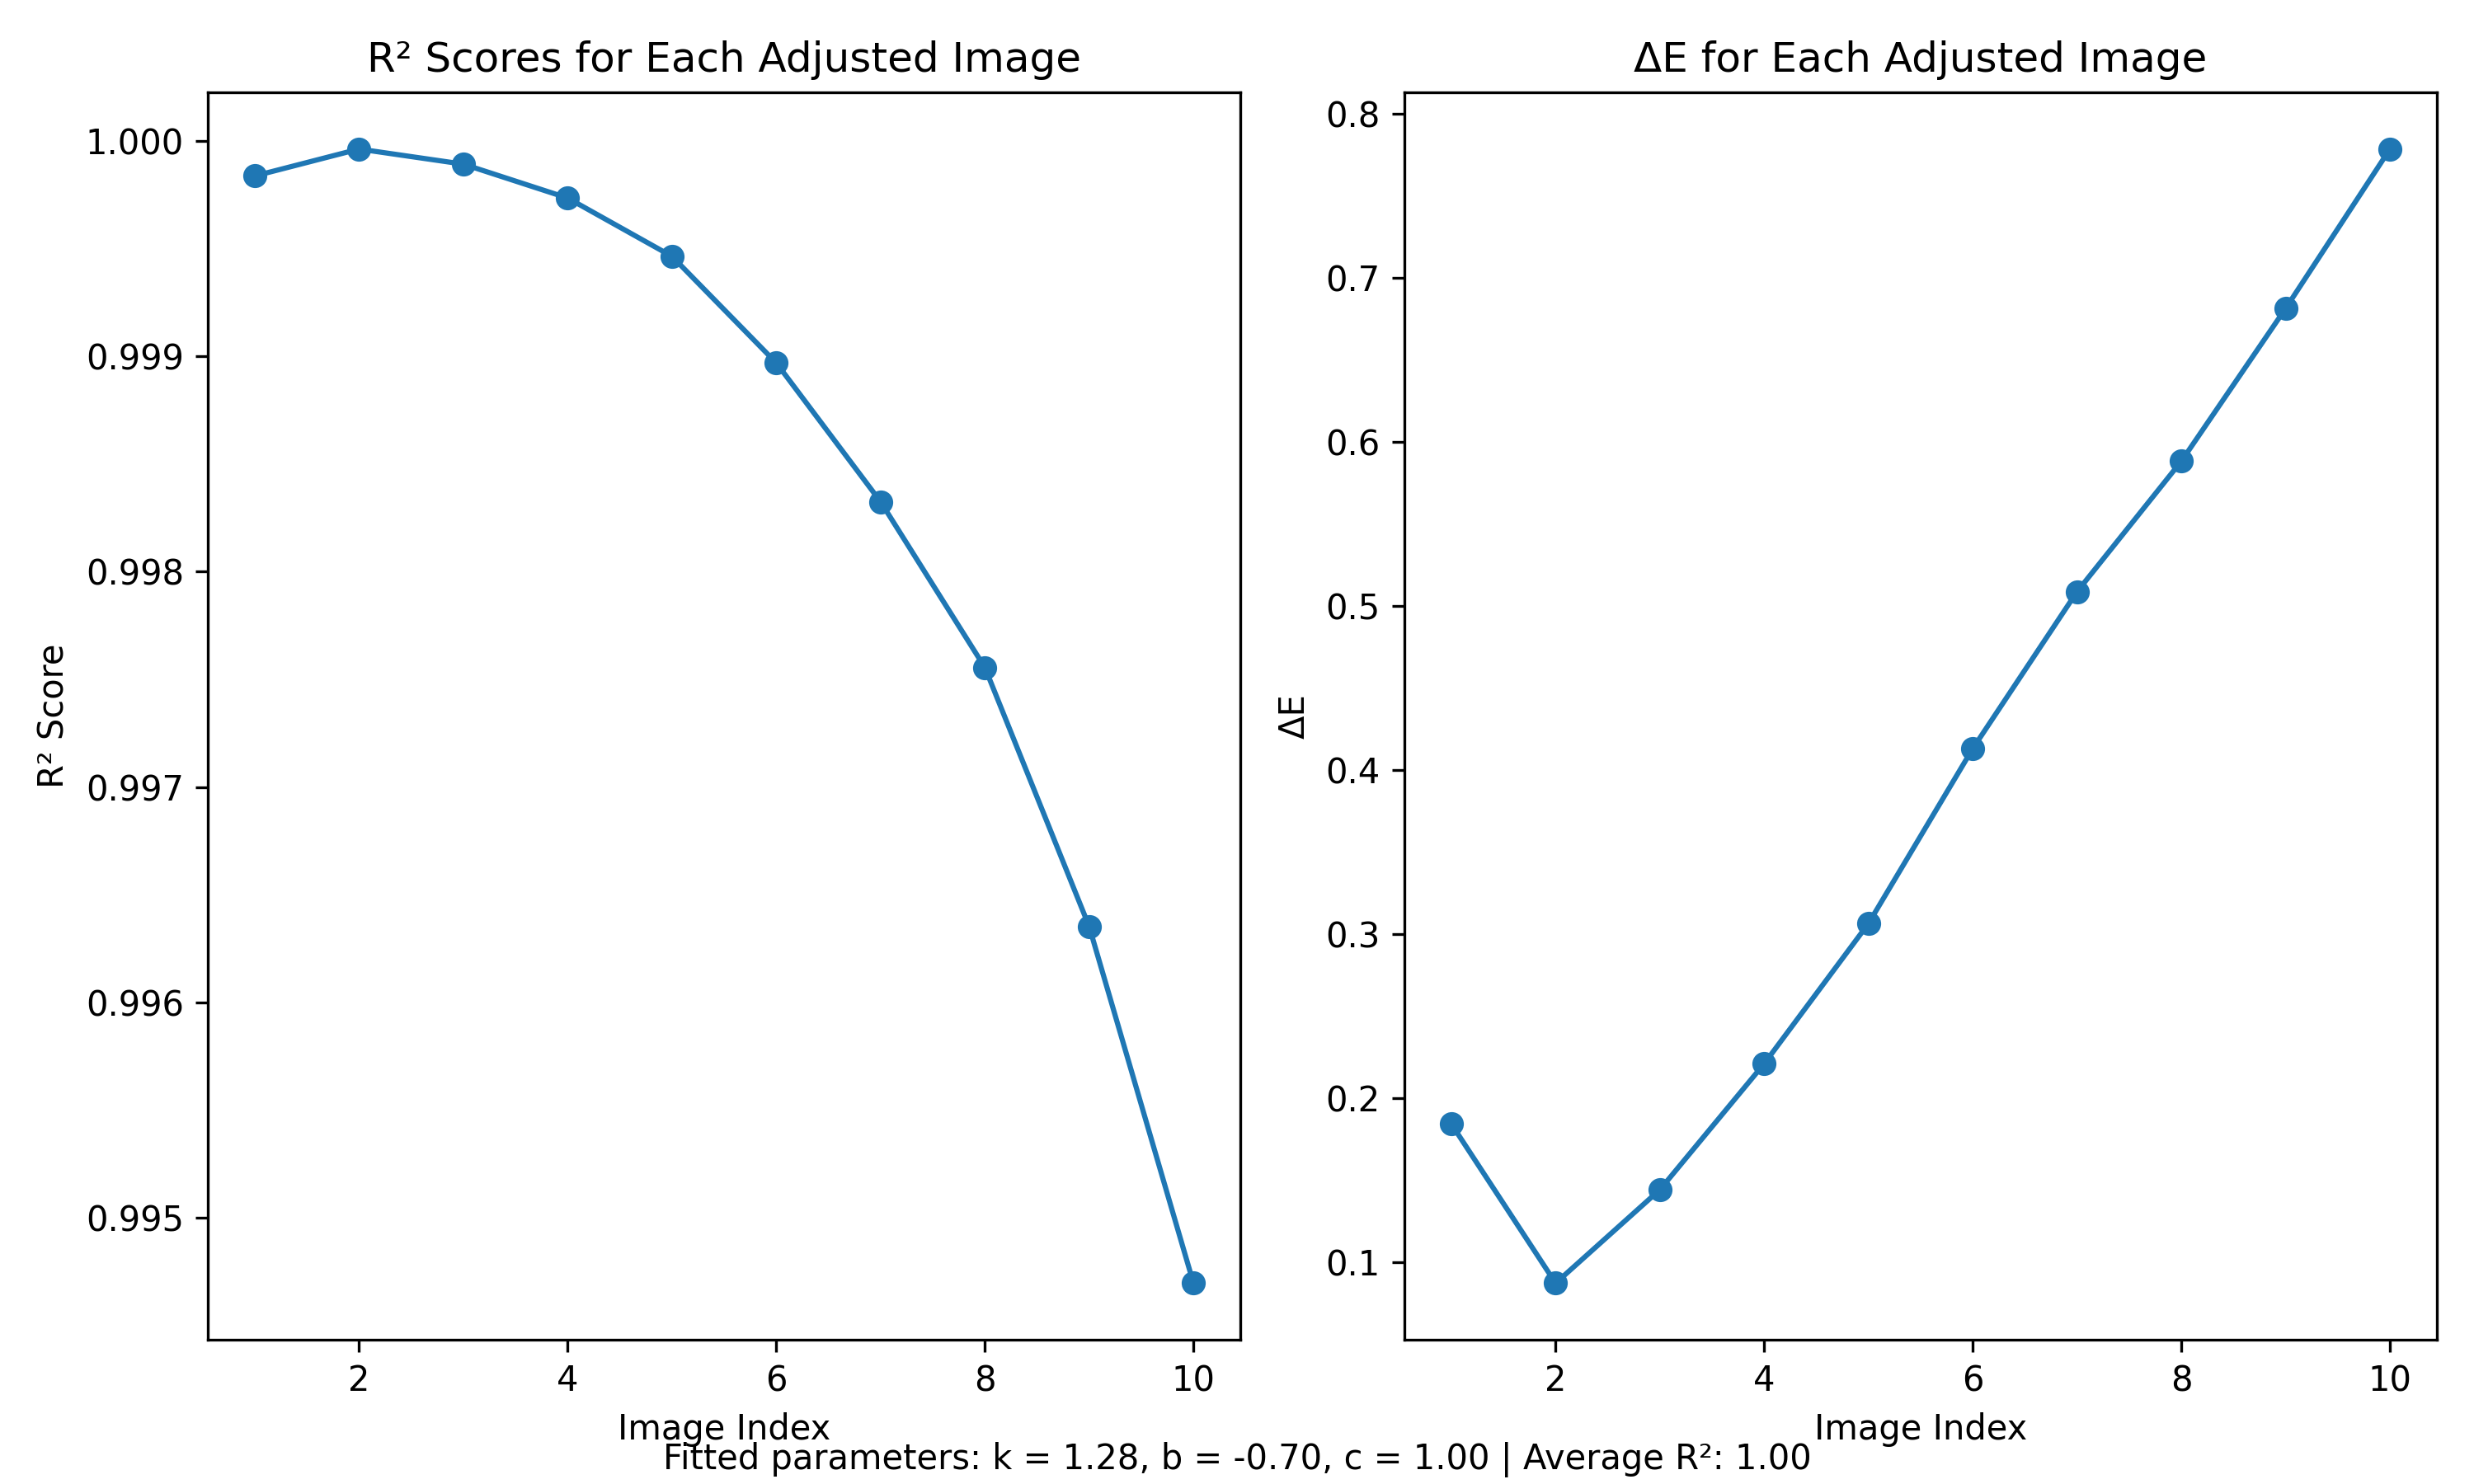 R² Scores for Each Adjusted Image
1.000
0.999
0.998
0.997
0.996
0.995
R² Score
2 4 6 8 10
Image Index
ΔE for Each Adjusted Image
0.8
0.7
0.6
0.5
0.4
0.3
0.2
0.1
ΔE
2 4 6 8 10
Image Index
Fitted parameters: k = 1.28, b = -0.70, c = 1.00 | Average R²: 1.00